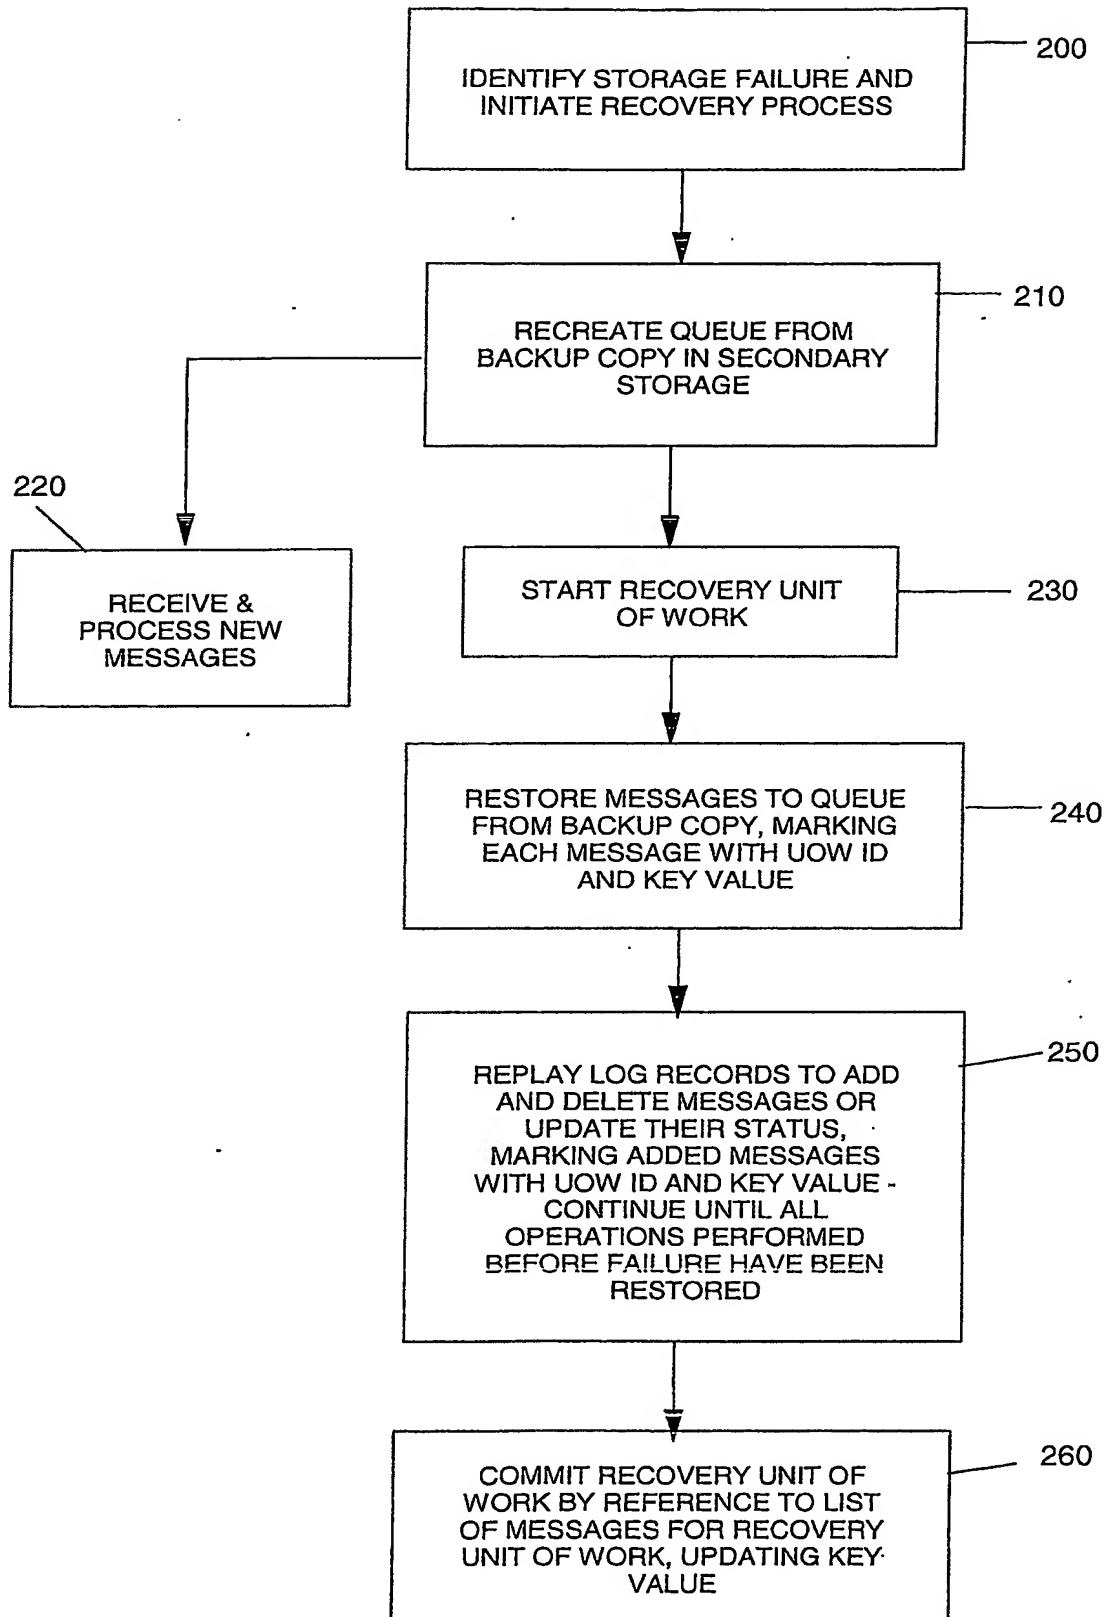 200
IDENTIFY STORAGE FAILURE AND
INITIATE RECOVERY PROCESS
210
RECREATE QUEUE FROM
BACKUP COPY IN SECONDARY
STORAGE
220
RECEIVE &
PROCESS NEW
MESSAGES
START RECOVERY UNIT
OF WORK
230
RESTORE MESSAGES TO QUEUE
FROM BACKUP COPY, MARKING
EACH MESSAGE WITH UOW ID
AND KEY VALUE
240
250
REPLAY LOG RECORDS TO ADD
AND DELETE MESSAGES OR
UPDATE THEIR STATUS,
MARKING ADDED MESSAGES
WITH UOW ID AND KEY VALUE -
CONTINUE UNTIL ALL
OPERATIONS PERFORMED
BEFORE FAILURE HAVE BEEN
RESTORED
260
COMMIT RECOVERY UNIT OF
WORK BY REFERENCE TO LIST
OF MESSAGES FOR RECOVERY
UNIT OF WORK, UPDATING KEY
VALUE